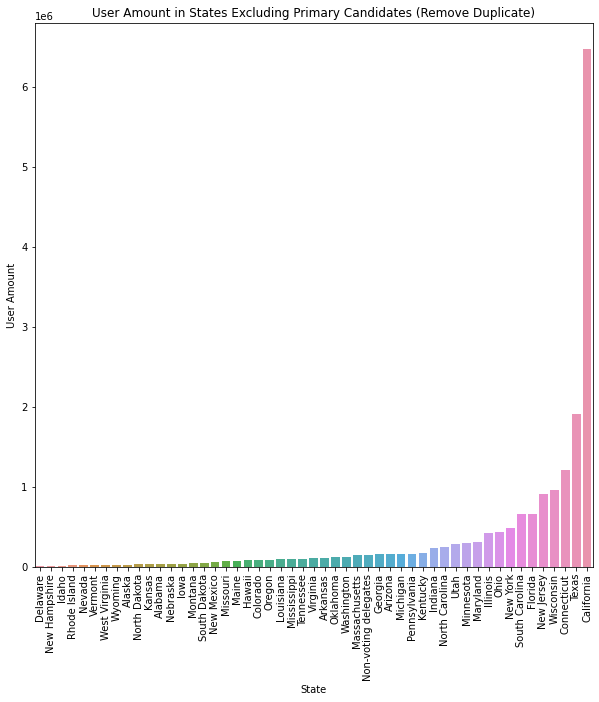 User Amount in States Excluding Primary Candidates (Remove Duplicate)
1e6
6
5
4
3
2
1
0
User Amount
Delaware
New Hampshire
Idaho
Rhode Island
Nevada
Vermont
West Virginia
Wyoming
Alaska
North Dakota
Kansas
Alabama
Nebraska
Iowa
Montana
South Dakota
New Mexico
Missouri
Maine
Hawaii
Colorado
Oregon
Louisiana
Mississippi
Tennessee
Virginia
Arkansas
Oklahoma
Washington
Massachusetts
Non-voting delegates
Georgia
Arizona
Michigan
Pennsylvania
Kentucky
Indiana
North Carolina
Utah
Minnesota
Maryland
Illinois
Ohio
New York
South Carolina
Florida
New Jersey
Wisconsin
Connecticut
Texas
California
State